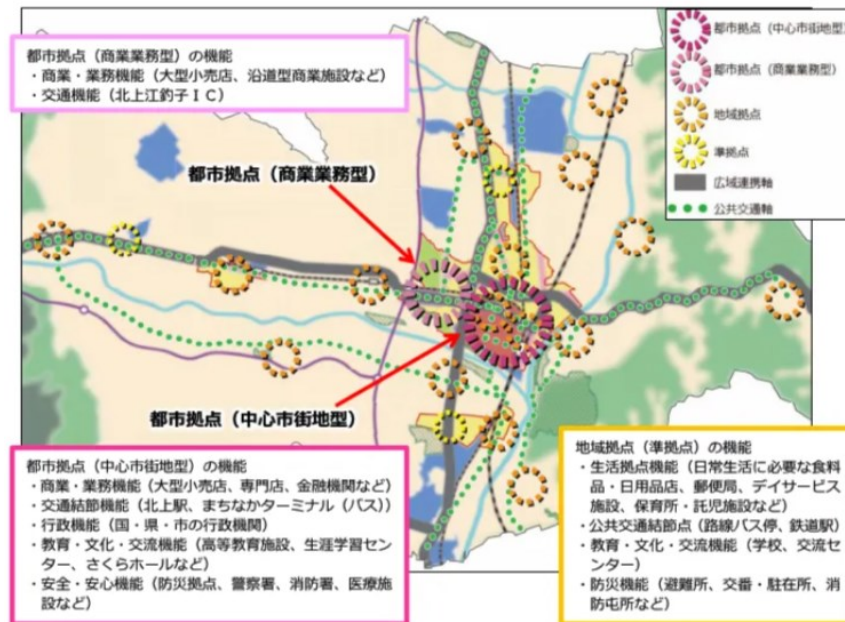 都市拠点（商業業務型）の機能
・商業・業務機能（大型小売店、沿道型商業施設など）
・交通機能（北上江釣子ＩＣ）
都市拠点（中心市街地型）
都市拠点（商業業務型）
地域拠点
準拠点
広域連携軸
公共交通軸
都市拠点（商業業務型）
都市拠点（中心市街地型）
都市拠点（中心市街地型）の機能
・商業・業務機能（大型小売店、専門店、金融機関など）
・交通結節機能（北上駅、まちなかターミナル（バス））
・行政機能（国・県・市の行政機関）
・教育・文化・交流機能（高等教育施設、生涯学習セン
ター、さくらホールなど）
・安全・安心機能（防災拠点、警察署、消防署、医療施
設など）
地域拠点（準拠点）の機能
・生活拠点機能（日常生活に必要な食料
品・日用品店、郵便局、デイサービス
施設、保育所・託児施設など）
・公共交通結節点（路線バス停、鉄道駅）
・教育・文化・交流機能（学校、交流セ
ンター）
・防災機能（避難所、交番・駐在所、消
防屯所など）